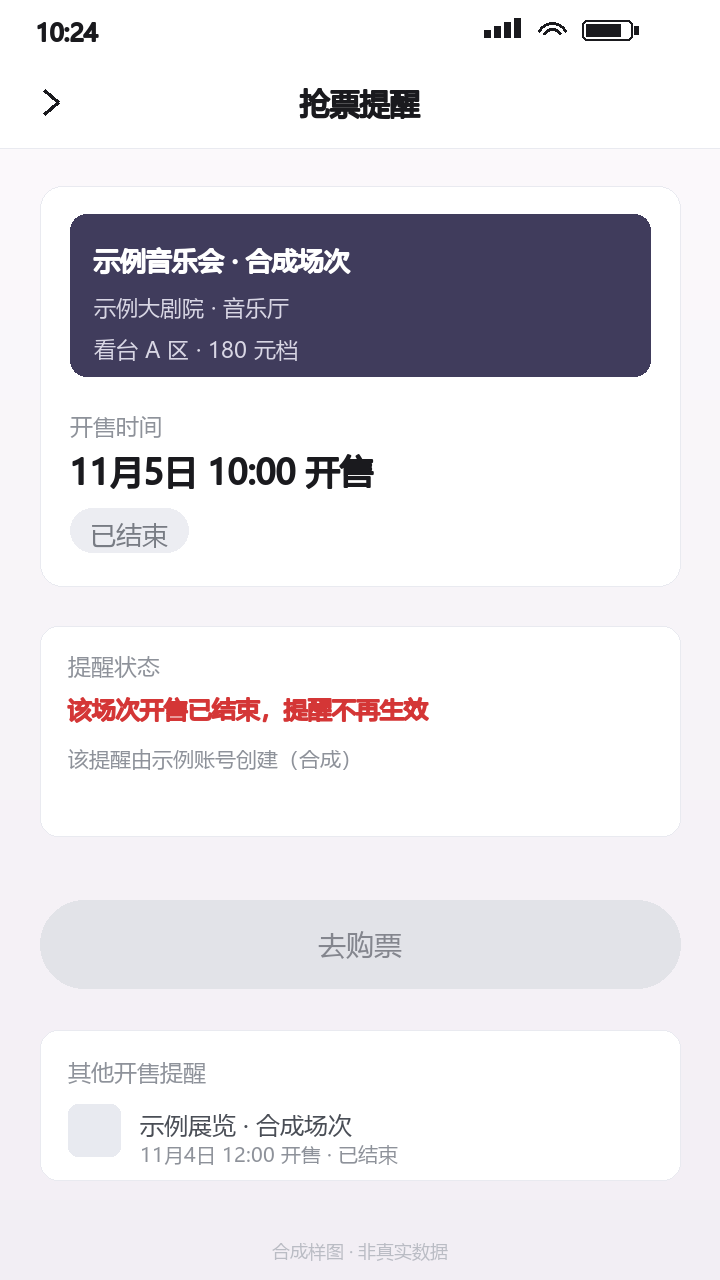 10:24
抢票提醒
示例音乐会 · 合成场次
示例大剧院 · 音乐厅
看台 A 区 · 180 元档
开售时间
11月5日 10:00 开售
已结束
提醒状态
该场次开售已结束，提醒不再生效
该提醒由示例账号创建（合成）
去购票
其他开售提醒
示例展览 · 合成场次
11月4日 12:00 开售 · 已结束
合成样图 · 非真实数据